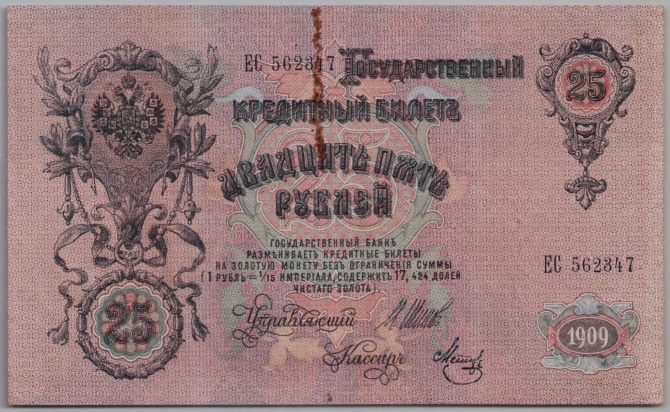 ЕС 562347
Государственный
25
Кредитный Билетъ
Двадцать пять
рублей
ГОСУДАРСТВЕННЫЙ БАНКЪ
РАЗМѢНИВАЕТЪ КРЕДИТНЫЕ БИЛЕТЫ
НА ЗОЛОТУЮ МОНЕТУ БЕЗЪ ОГРАНИЧЕНІЯ СУММЫ
(1 РУБЛЬ = 1/15 ИМПЕРІАЛА, СОДЕРЖИТЪ 17,424 ДОЛЕЙ
ЧИСТАГО ЗОЛОТА).
ЕС 562347
25
Управляющій
Кассиръ
1909